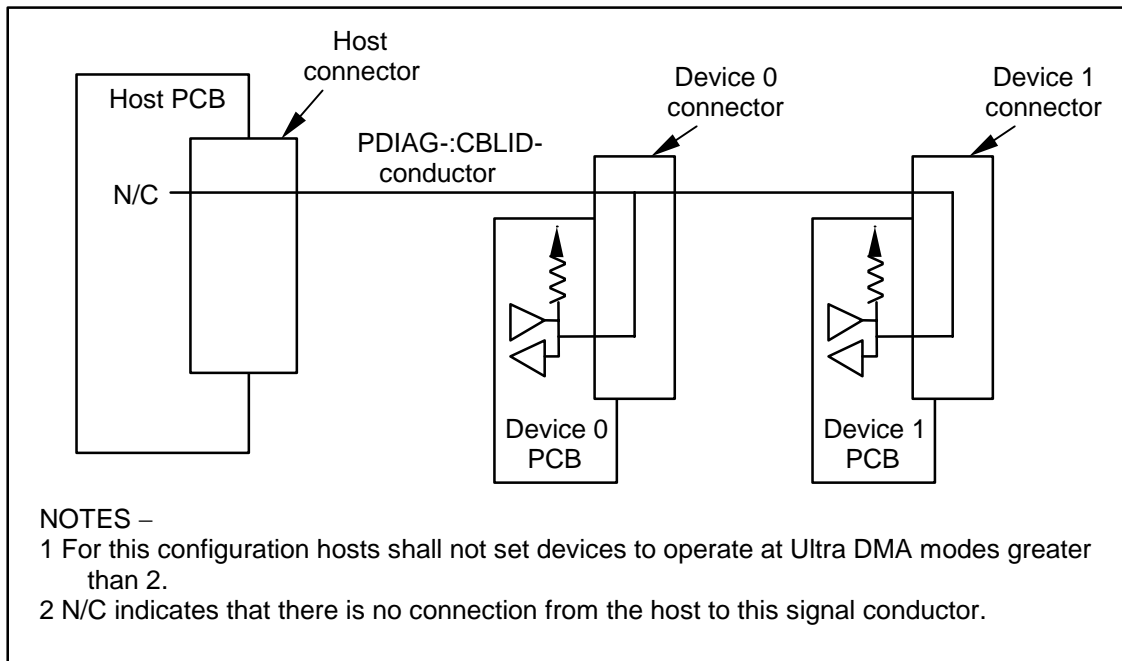 Host
connector
Device 0
connector
Device 1
connector
Host PCB
PDIAG-:CBLID-
conductor
N/C
Device 0
PCB
Device 1
PCB
NOTES –
1 For this configuration hosts shall not set devices to operate at Ultra DMA modes greater
than 2.
2 N/C indicates that there is no connection from the host to this signal conductor.